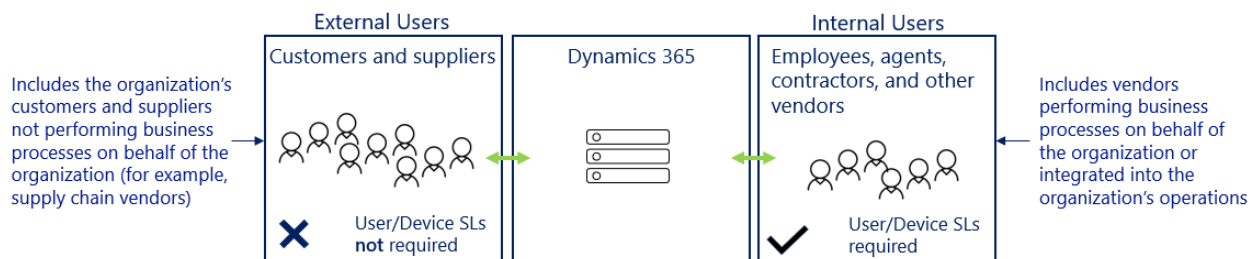 External Users
Internal Users
Customers and suppliers
Dynamics 365
Employees, agents,
contractors, and other
vendors
Includes the organization's
customers and suppliers
not performing business
processes on behalf of the
organization (for example,
supply chain vendors)
Includes vendors
performing business
processes on behalf of
the organization or
integrated into the
organization's operations
User/Device SLs
not required
User/Device SLs
required